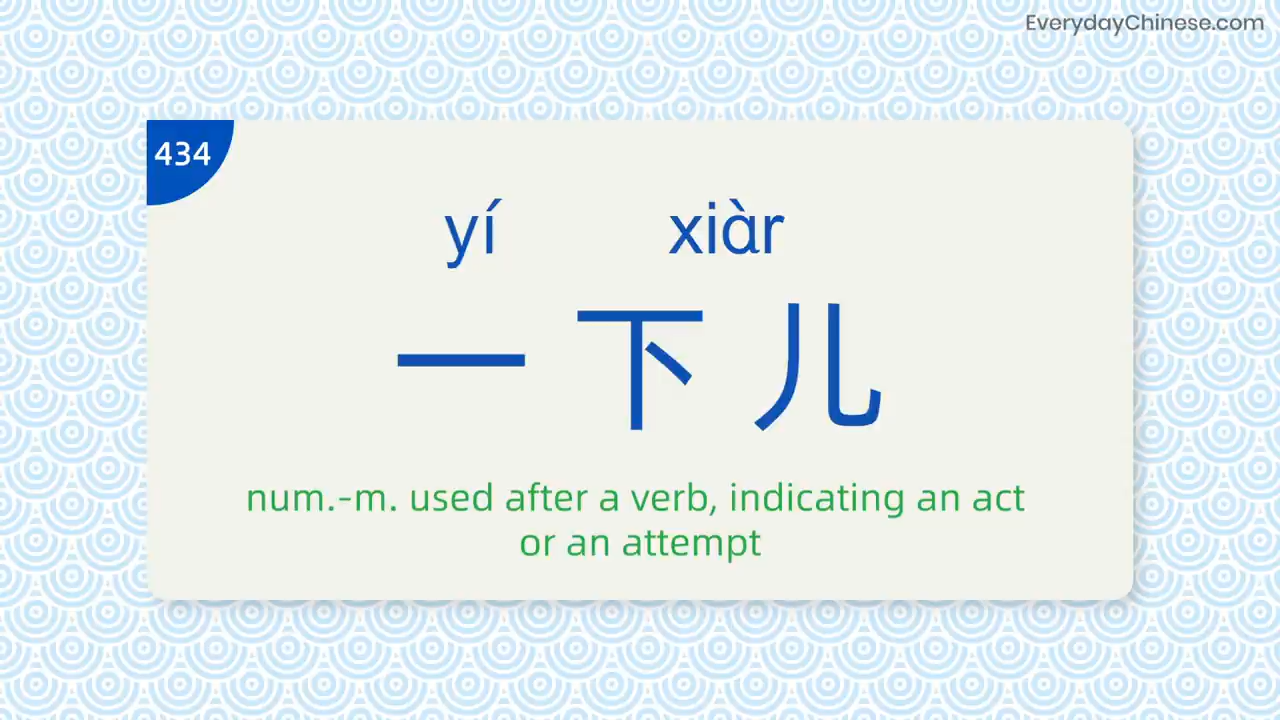 EverydayChinese.com
434
yí xiàr
一下儿
num.-m. used after a verb, indicating an act
or an attempt